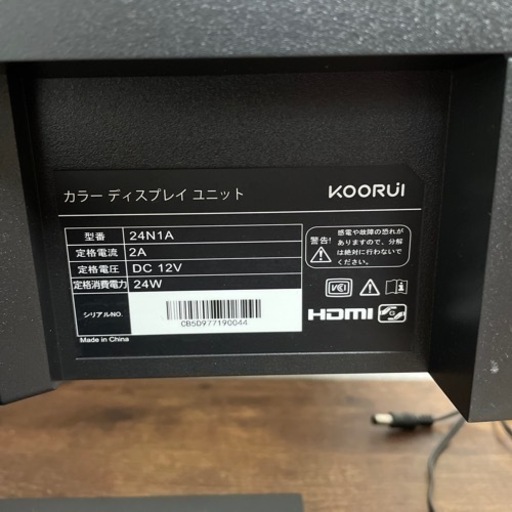 カラー ディスプレイ ユニット
KOORUI
型番 24N1A
定格電流 2A
定格電圧 DC 12V
定格消費電力 24W
シリアルNO.
CB5D977190044
Made in China
警告!
感電や故障の恐れが
ありますので、分解
は絶対に行わないで
ください。
VCCI
HDMI